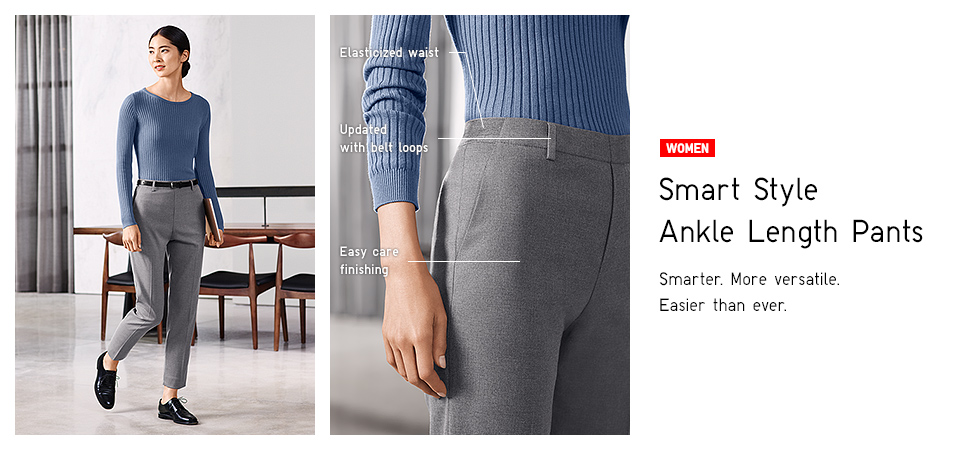 Elasticized waist
Updated
with belt loops
Easy care
finishing
WOMEN
Smart Style
Ankle Length Pants
Smarter. More versatile.
Easier than ever.